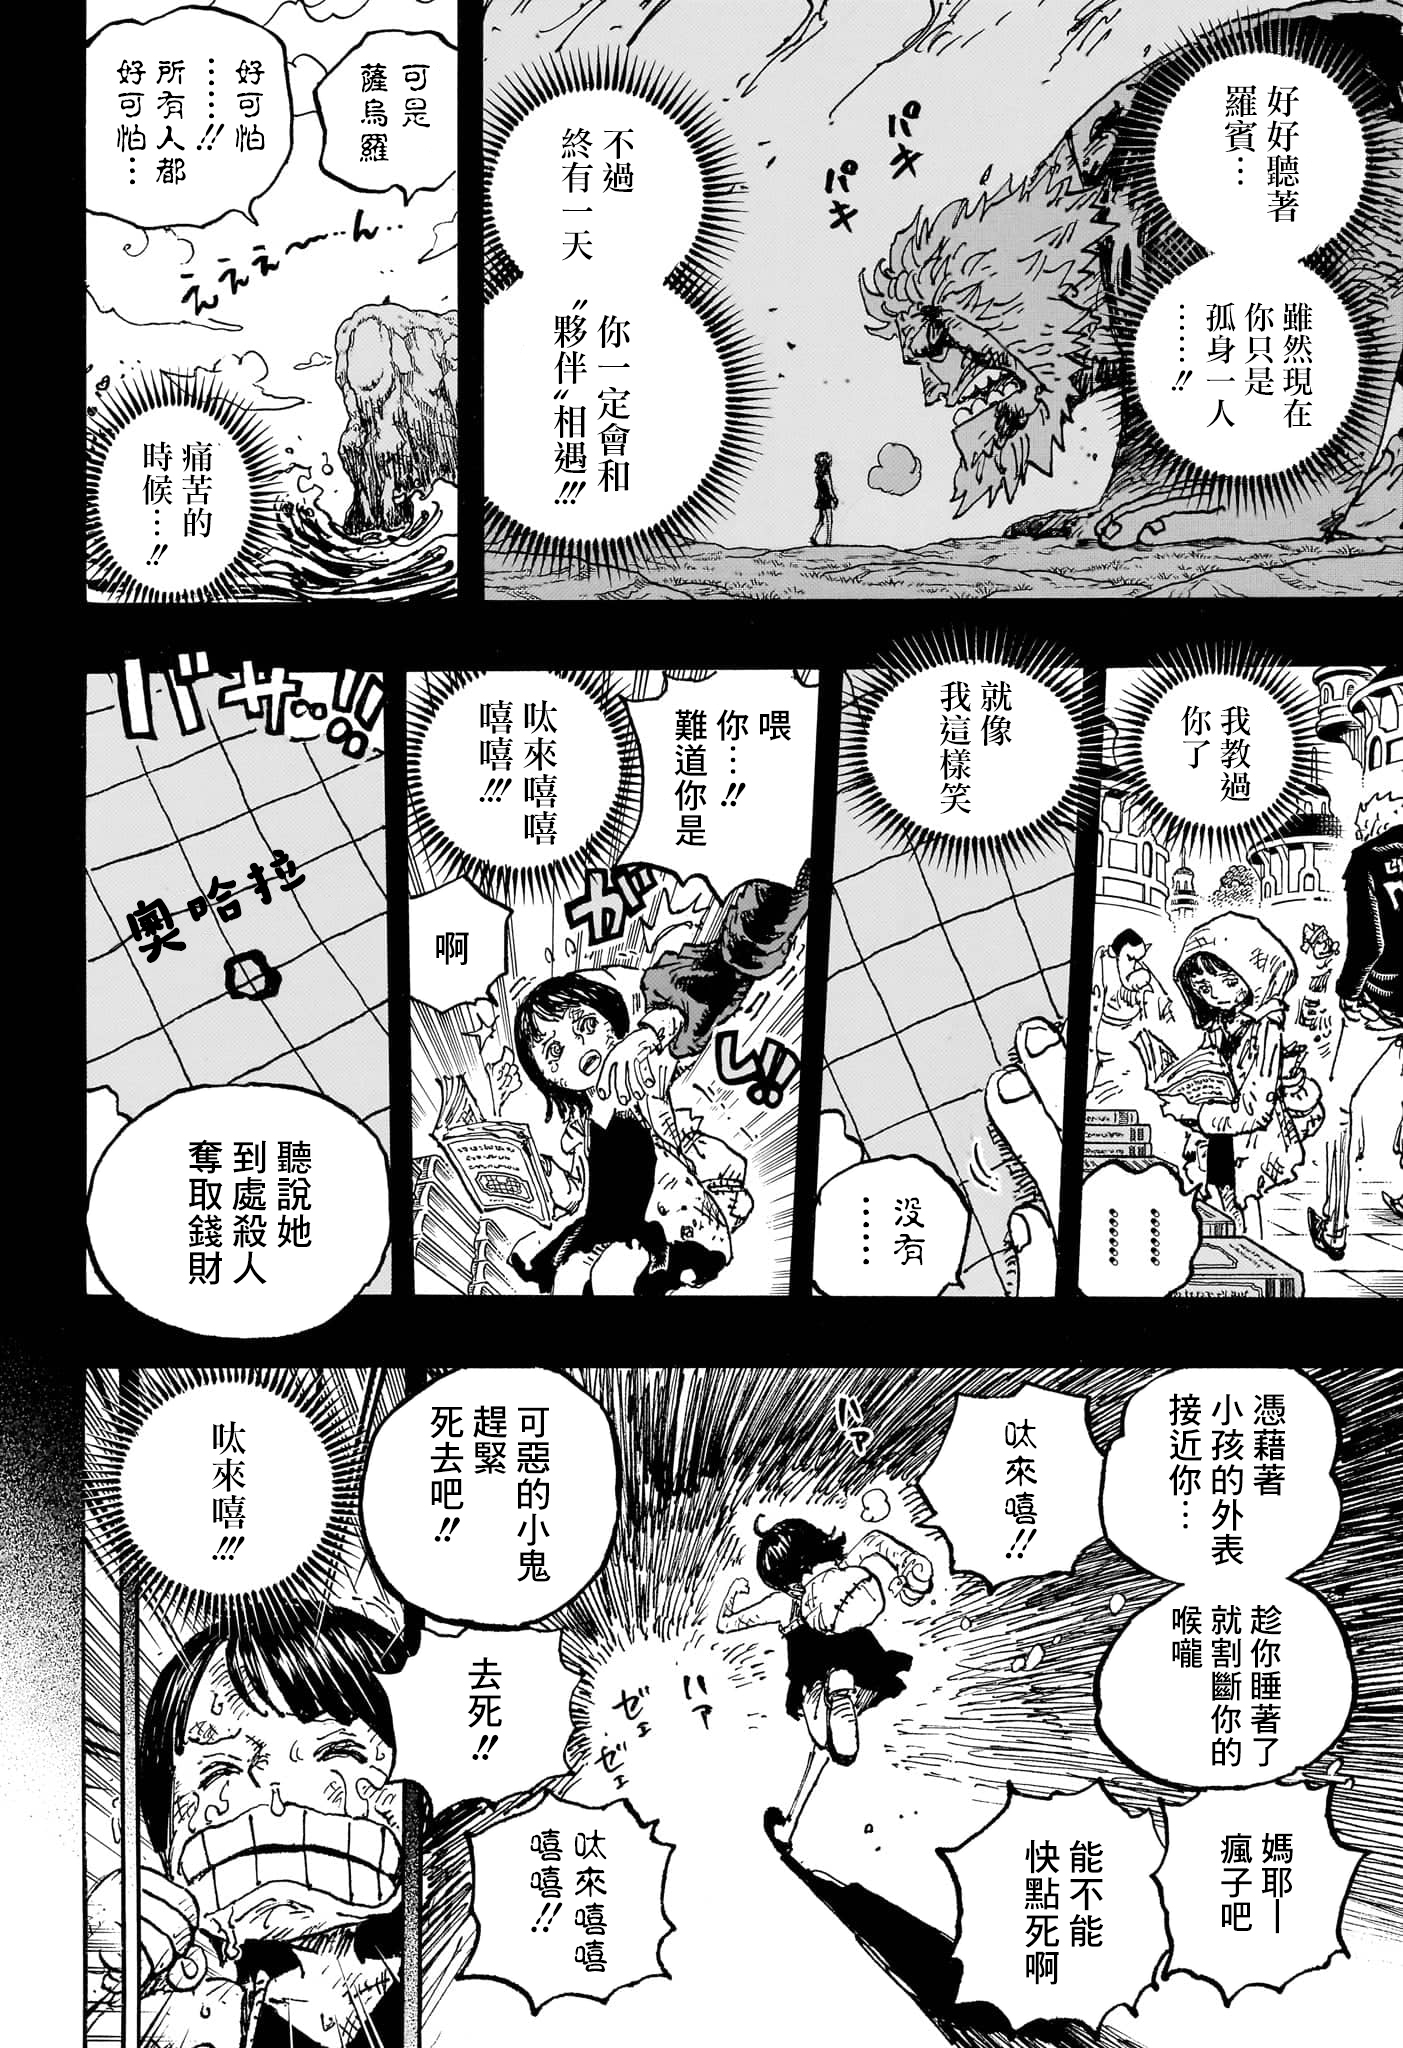 好好聽著
羅賓…
雖然現在
你只是
孤身一人
……!!
パキ
パキ
不過
終有一天
你一定會和
〝夥伴〞相遇!!!
可是
薩烏羅
好可怕
……!!
所有人都
好可怕…
えええ〜〜ん…
痛苦的
時候…!!
我教過
你了
………
………
就像
我這樣笑
没有
……
喂
你…!!
難道你是
呔來嘻嘻
嘻嘻!!!
ガ
しッ!!
啊
バサ…!!
奧哈拉
聽說她
到處殺人
奪取錢財
憑藉著
小孩的外表
接近你…
趁你睡著了
就割斷你的
喉嚨
媽耶—
瘋子吧
呔來嘻!!
能不能
快點死啊
ハァ
ハァ
ゼェ
ゼェ
可惡的小鬼
趕緊
死去吧!!
去死!!
呔來嘻嘻
嘻嘻!!
呔來嘻!!!